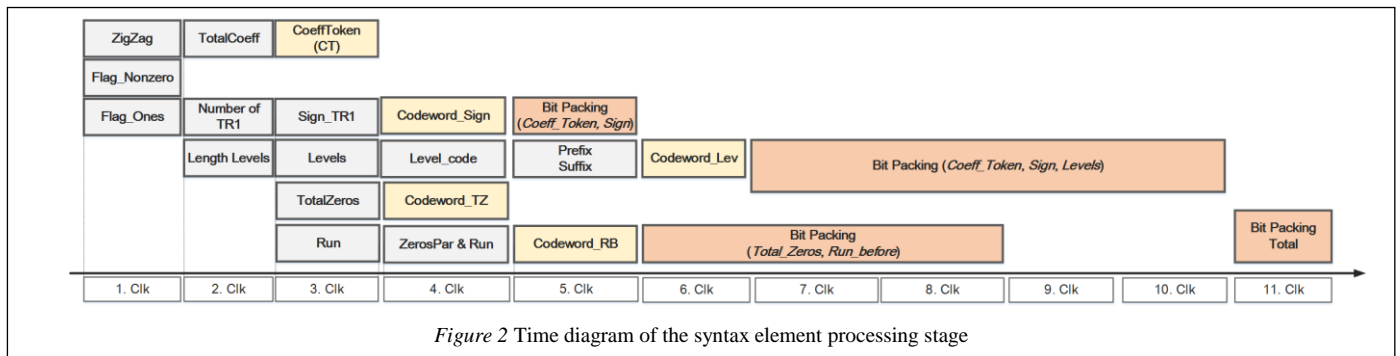 ZigZag
TotalCoeff
CoeffToken
(CT)
Flag_Nonzero
Flag_Ones
Number of
TR1
Sign_TR1
Codeword_Sign
Bit Packing
(Coeff_Token, Sign)
Length Levels
Levels
Level_code
Prefix
Suffix
Codeword_Lev
Bit Packing (Coeff_Token, Sign, Levels)
TotalZeros
Codeword_TZ
Run
ZerosPar & Run
Codeword_RB
Bit Packing
(Total_Zeros, Run_before)
Bit Packing
Total
1. Clk
2. Clk
3. Clk
4. Clk
5. Clk
6. Clk
7. Clk
8. Clk
9. Clk
10. Clk
11. Clk
Figure 2 Time diagram of the syntax element processing stage